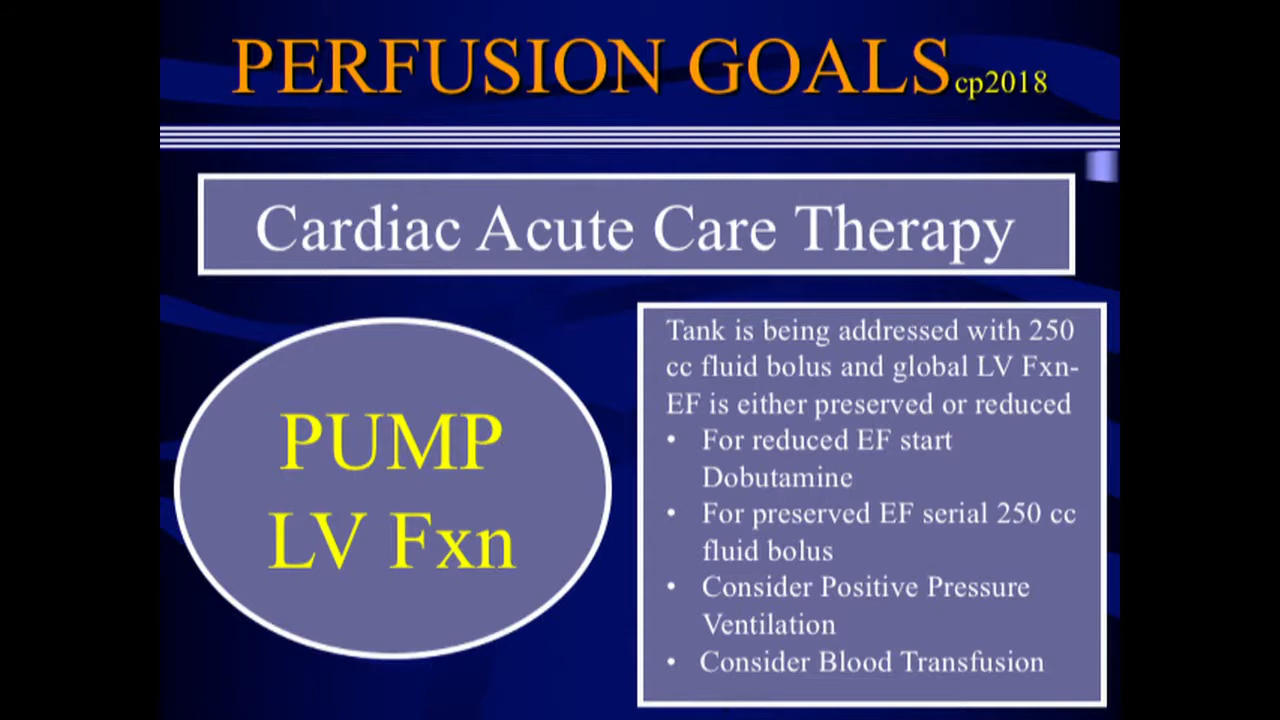 PERFUSION GOALS cp2018
Cardiac Acute Care Therapy
PUMP
LV Fxn
Tank is being addressed with 250
cc fluid bolus and global LV Fxn-
EF is either preserved or reduced
• For reduced EF start
Dobutamine
• For preserved EF serial 250 cc
fluid bolus
• Consider Positive Pressure
Ventilation
• Consider Blood Transfusion